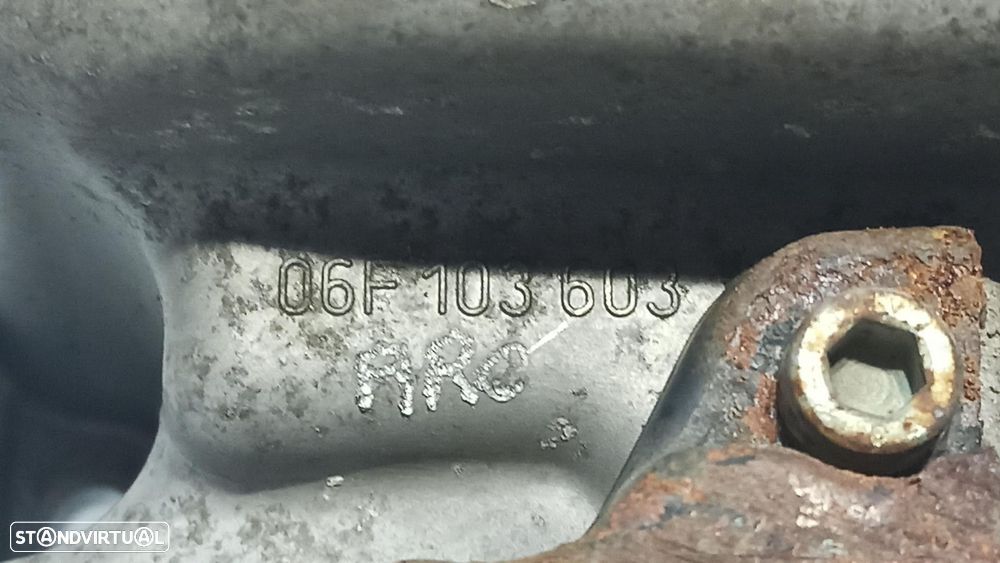 06F 103 603
ARC
STANDVIRTUAL